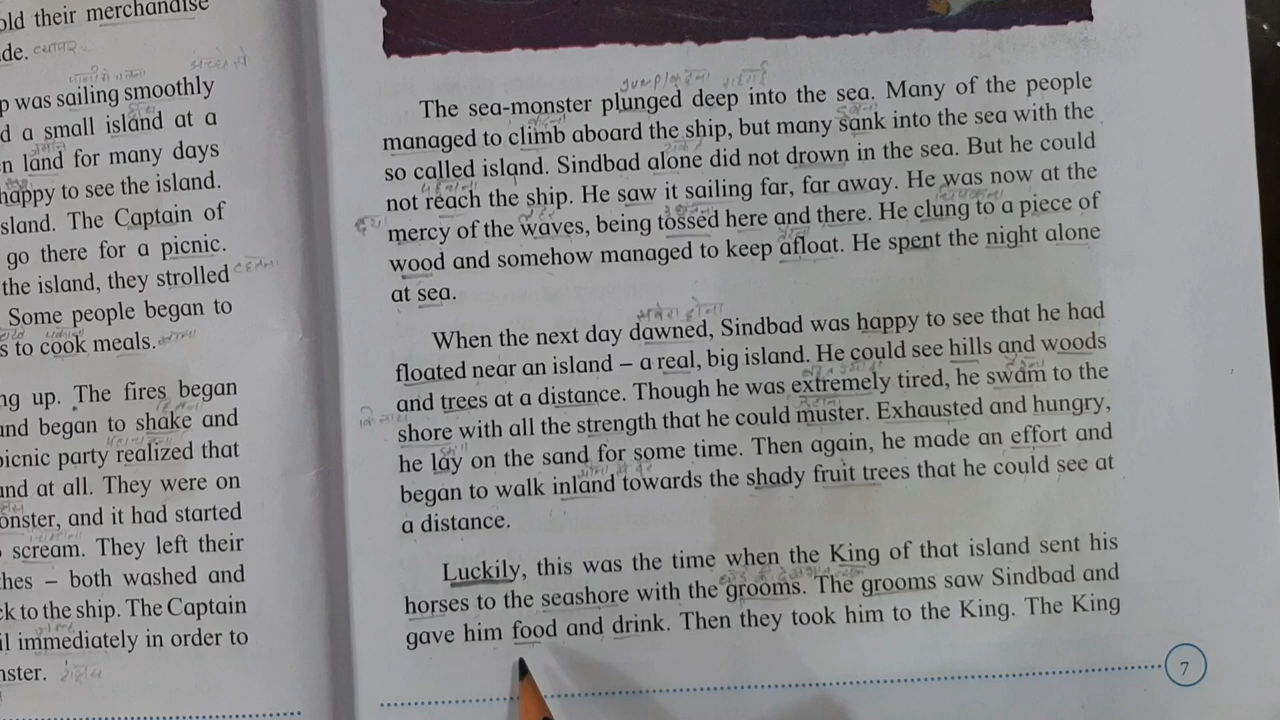 old their merchandise
de. व्यापार
p was sailing smoothly
d a small island at a
n land for many days
happy to see the island.
sland. The Captain of
go there for a picnic.
the island, they strolled टहलना
Some people began to
s to cook meals.
ng up. The fires began
und began to shake and
picnic party realized that
and at all. They were on
onster, and it had started
scream. They left their
hes – both washed and
ck to the ship. The Captain
il immediately in order to
nster. राक्षस
The sea-monster plunged deep into the sea. Many of the people
managed to climb aboard the ship, but many sank into the sea with the
so called island. Sindbad alone did not drown in the sea. But he could
not reach the ship. He saw it sailing far, far away. He was now at the
mercy of the waves, being tossed here and there. He clung to a piece of
wood and somehow managed to keep afloat. He spent the night alone
at sea.
सवेरा होना
When the next day dawned, Sindbad was happy to see that he had
floated near an island – a real, big island. He could see hills and woods
and trees at a distance. Though he was extremely tired, he swam to the
shore with all the strength that he could muster. Exhausted and hungry,
he lay on the sand for some time. Then again, he made an effort and
began to walk inland towards the shady fruit trees that he could see at
a distance.
Luckily, this was the time when the King of that island sent his
horses to the seashore with the grooms. The grooms saw Sindbad and
gave him food and drink. Then they took him to the King. The King
7